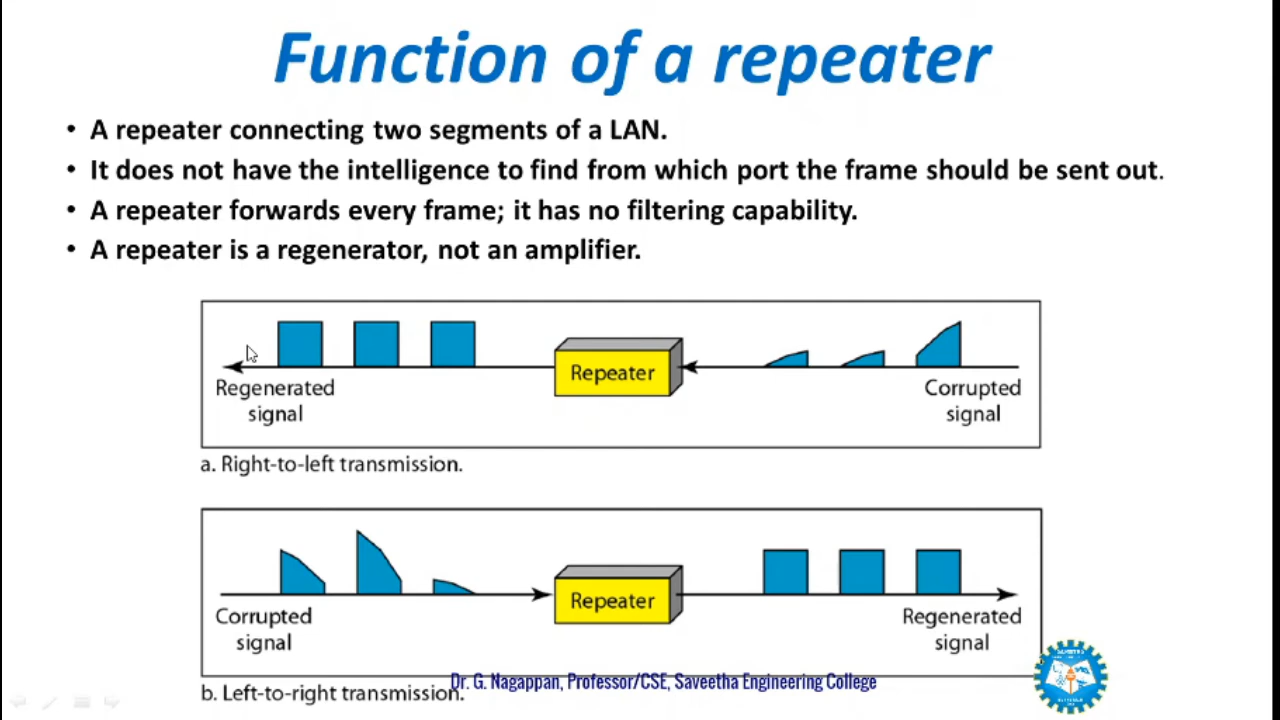 Function of a repeater
• A repeater connecting two segments of a LAN.
• It does not have the intelligence to find from which port the frame should be sent out.
• A repeater forwards every frame; it has no filtering capability.
• A repeater is a regenerator, not an amplifier.
Repeater
Regenerated
signal
Corrupted
signal
a. Right-to-left transmission.
Repeater
Corrupted
signal
Regenerated
signal
b. Left-to-right transmission.
Dr. G. Nagappan, Professor/CSE, Saveetha Engineering College
SAVEETHA